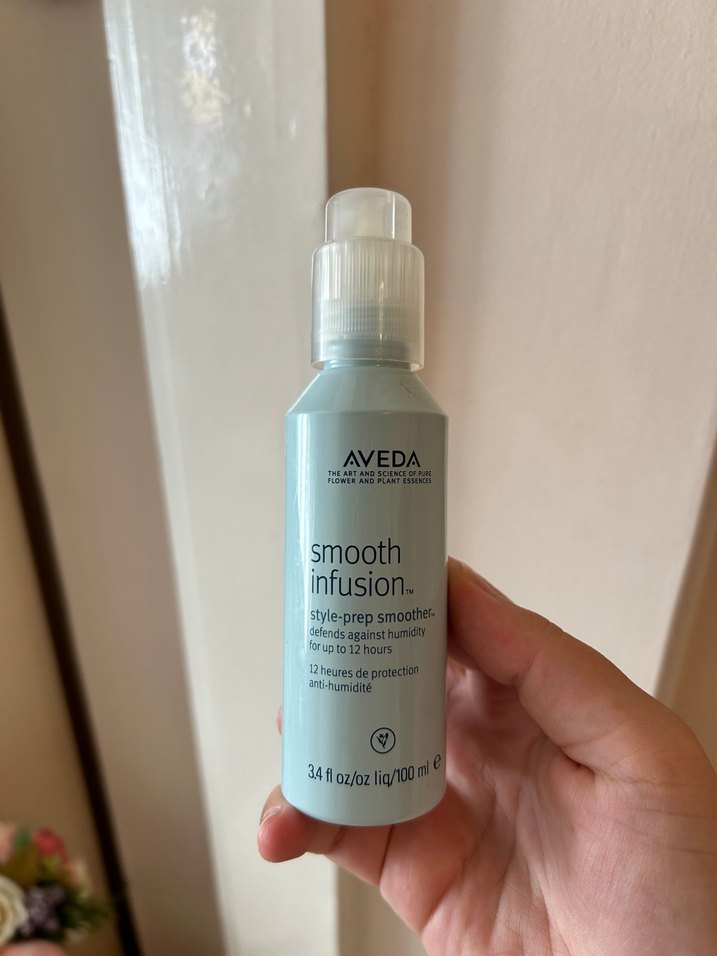 AVEDA
THE ART AND SCIENCE OF PURE
FLOWER AND PLANT ESSENCES
smooth
infusion™
style-prep smoother™
defends against humidity
for up to 12 hours
12 heures de protection
anti-humidité
3.4 fl oz/oz liq/100 ml ℮